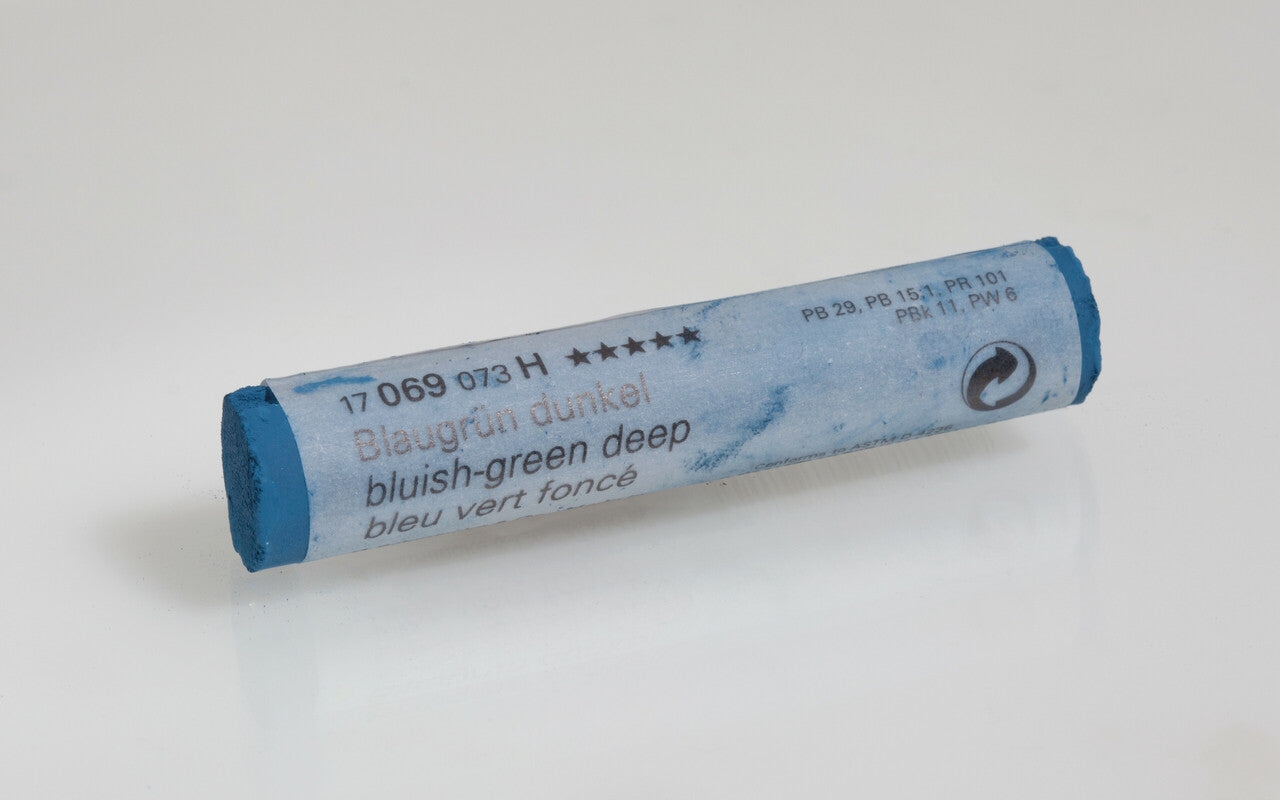 17 069 073 H ★★★★★
Blaugrün dunkel
bluish-green deep
bleu vert foncé
PB 29, PB 15:1, PR 101
PBk 11, PW 6